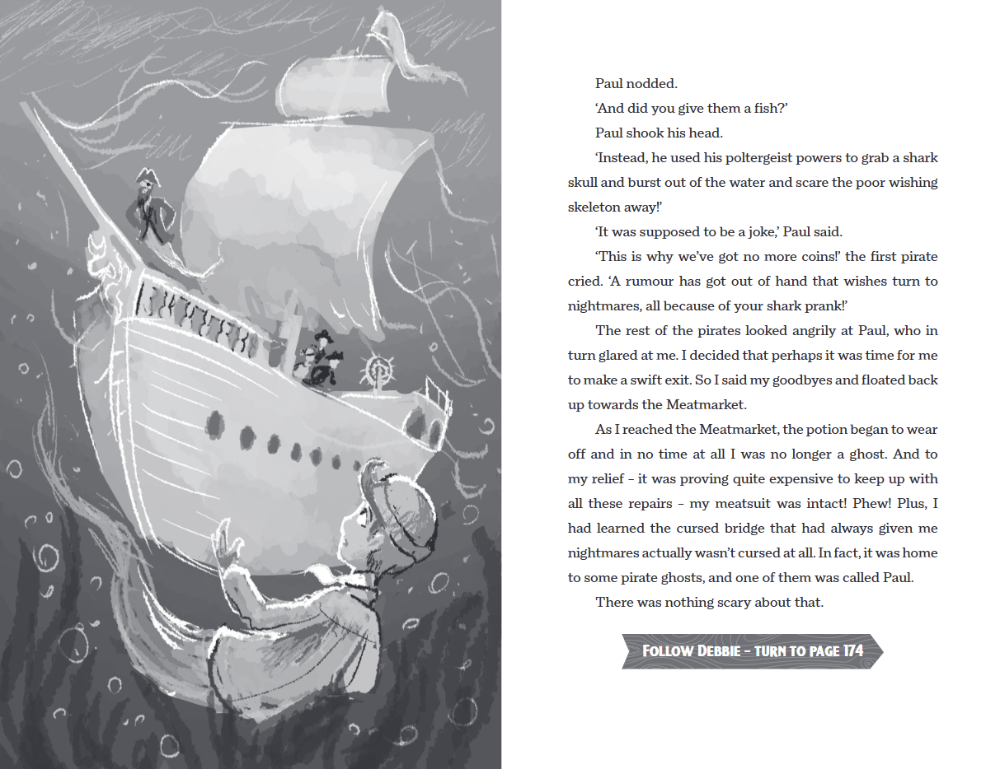 Paul nodded.
‘And did you give them a fish?’
Paul shook his head.
‘Instead, he used his poltergeist powers to grab a shark
skull and burst out of the water and scare the poor wishing
skeleton away!’
‘It was supposed to be a joke,’ Paul said.
‘This is why we’ve got no more coins!’ the first pirate
cried. ‘A rumour has got out of hand that wishes turn to
nightmares, all because of your shark prank!’
The rest of the pirates looked angrily at Paul, who in
turn glared at me. I decided that perhaps it was time for me
to make a swift exit. So I said my goodbyes and floated back
up towards the Meatmarket.
As I reached the Meatmarket, the potion began to wear
off and in no time at all I was no longer a ghost. And to
my relief – it was proving quite expensive to keep up with
all these repairs – my meatsuit was intact! Phew! Plus, I
had learned the cursed bridge that had always given me
nightmares actually wasn’t cursed at all. In fact, it was home
to some pirate ghosts, and one of them was called Paul.
There was nothing scary about that.
FOLLOW DEBBIE – TURN TO PAGE 174